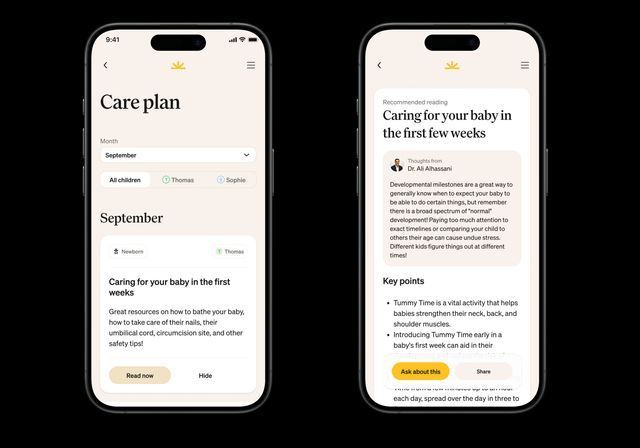 9:41
Care plan
Month
September
All children
T Thomas
Sophie
September
Newborn
T Thomas
Caring for your baby in the first
weeks
Great resources on how to bathe your baby,
how to take care of their nails, their
umbilical cord, circumcision site, and other
safety tips!
Read now
Hide
Recommended reading
Caring for your baby in
the first few weeks
Thoughts from
Dr. Ali Alhassani
Developmental milestones are a great way to
generally know when to expect your baby to
be able to do certain things, but remember
there is a broad spectrum of "normal"
development! Paying too much attention to
exact timelines or comparing your child to
others their age can cause undue stress.
Different kids figure things out at different
times!
Key points
• Tummy Time is a vital activity that helps
babies strengthen their neck, back, and
shoulder muscles.
• Introducing Tummy Time early in a
baby's first week can aid in their
Ask about this
Share
each day, spread over the day in three to